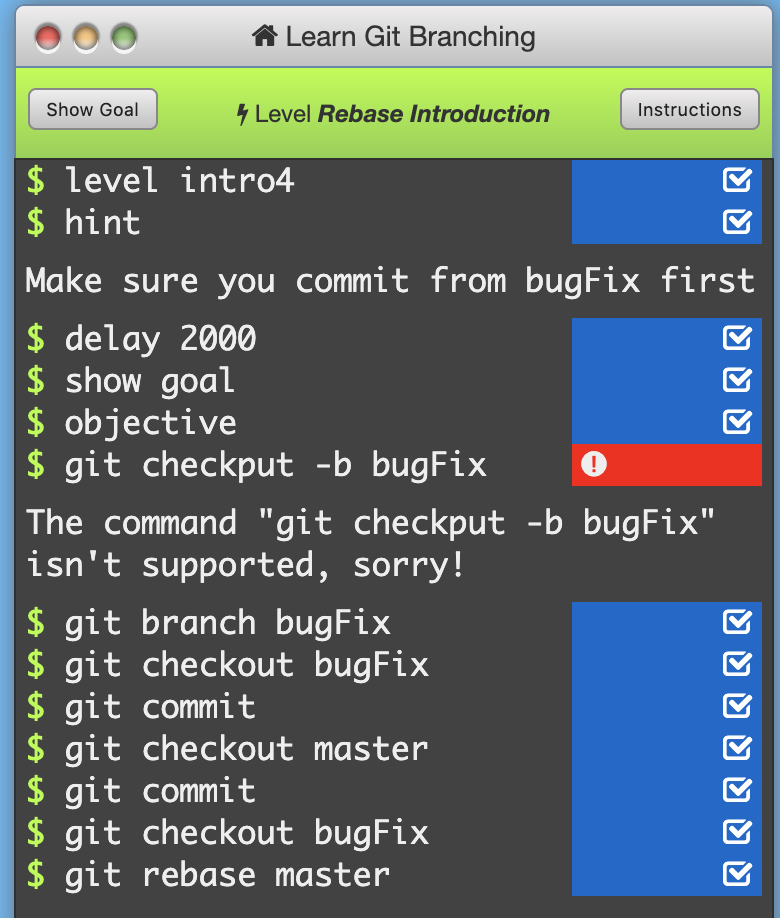 Learn Git Branching
Show Goal
Level Rebase Introduction
Instructions
$ level intro4
$ hint
Make sure you commit from bugFix first
$ delay 2000
$ show goal
$ objective
$ git checkput -b bugFix
The command "git checkput -b bugFix"
isn't supported, sorry!
$ git branch bugFix
$ git checkout bugFix
$ git commit
$ git checkout master
$ git commit
$ git checkout bugFix
$ git rebase master